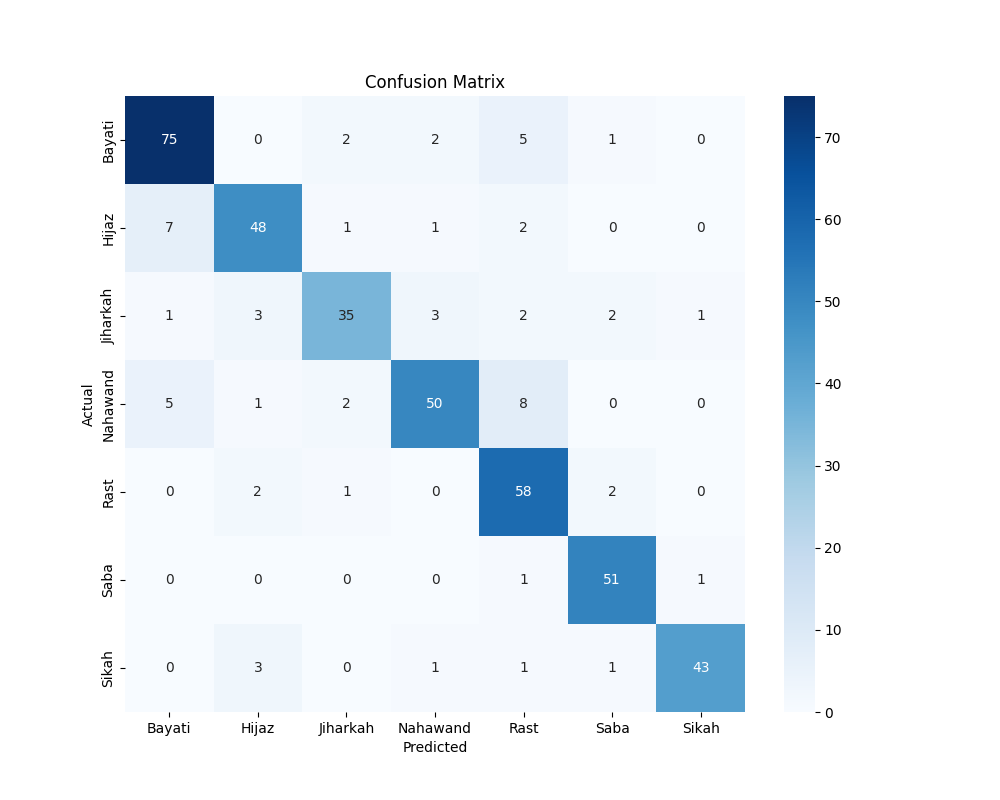 Confusion Matrix
Bayati 75 0 2 2 5 1 0
Hijaz 7 48 1 1 2 0 0
Jiharkah 1 3 35 3 2 2 1
Actual
Nahawand 5 1 2 50 8 0 0
Rast 0 2 1 0 58 2 0
Saba 0 0 0 0 1 51 1
Sikah 0 3 0 1 1 1 43
Bayati Hijaz Jiharkah Nahawand Rast Saba Sikah
Predicted
70
60
50
40
30
20
10
0